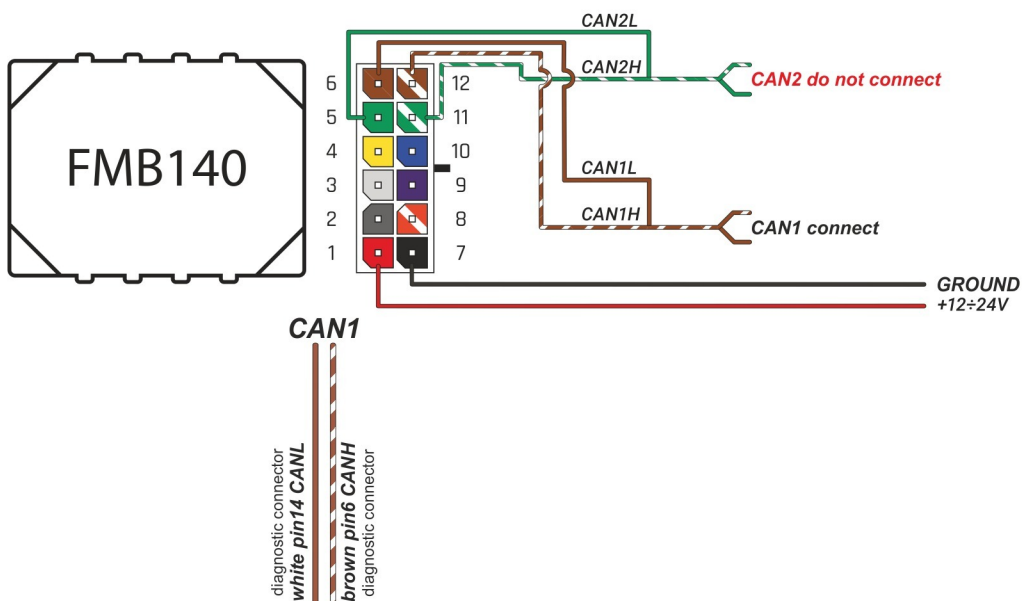 CAN2L
FMB140
6
12
CAN2H
CAN2 do not connect
5
11
4
10
3
9
CAN1L
2
8
CAN1H
CAN1 connect
1
7
GROUND
+12÷24V
CAN1
diagnostic connector
white pin14 CANL
brown pin6 CANH
diagnostic connector